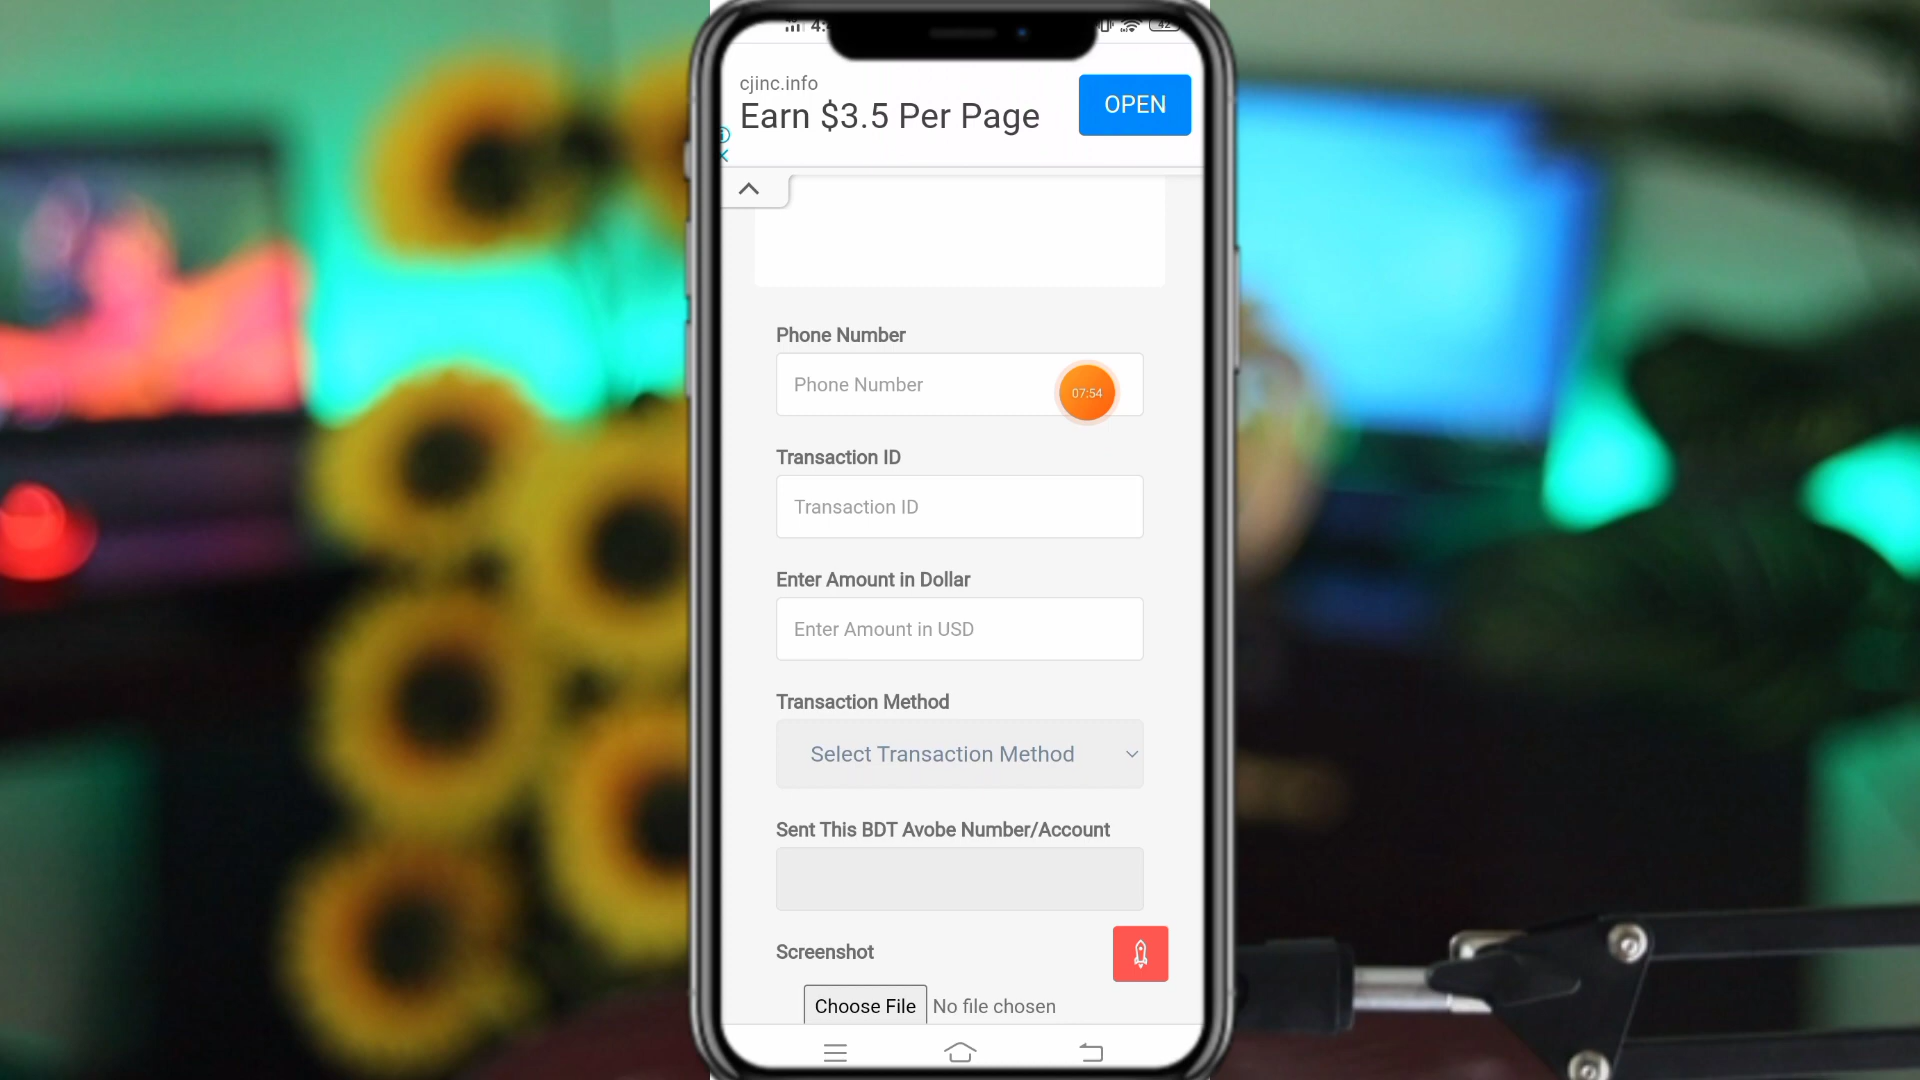 cjinc.info
Earn $3.5 Per Page
OPEN
Phone Number
Phone Number
07:54
Transaction ID
Transaction ID
Enter Amount in Dollar
Enter Amount in USD
Transaction Method
Select Transaction Method
Sent This BDT Avobe Number/Account
Screenshot
Choose File No file chosen